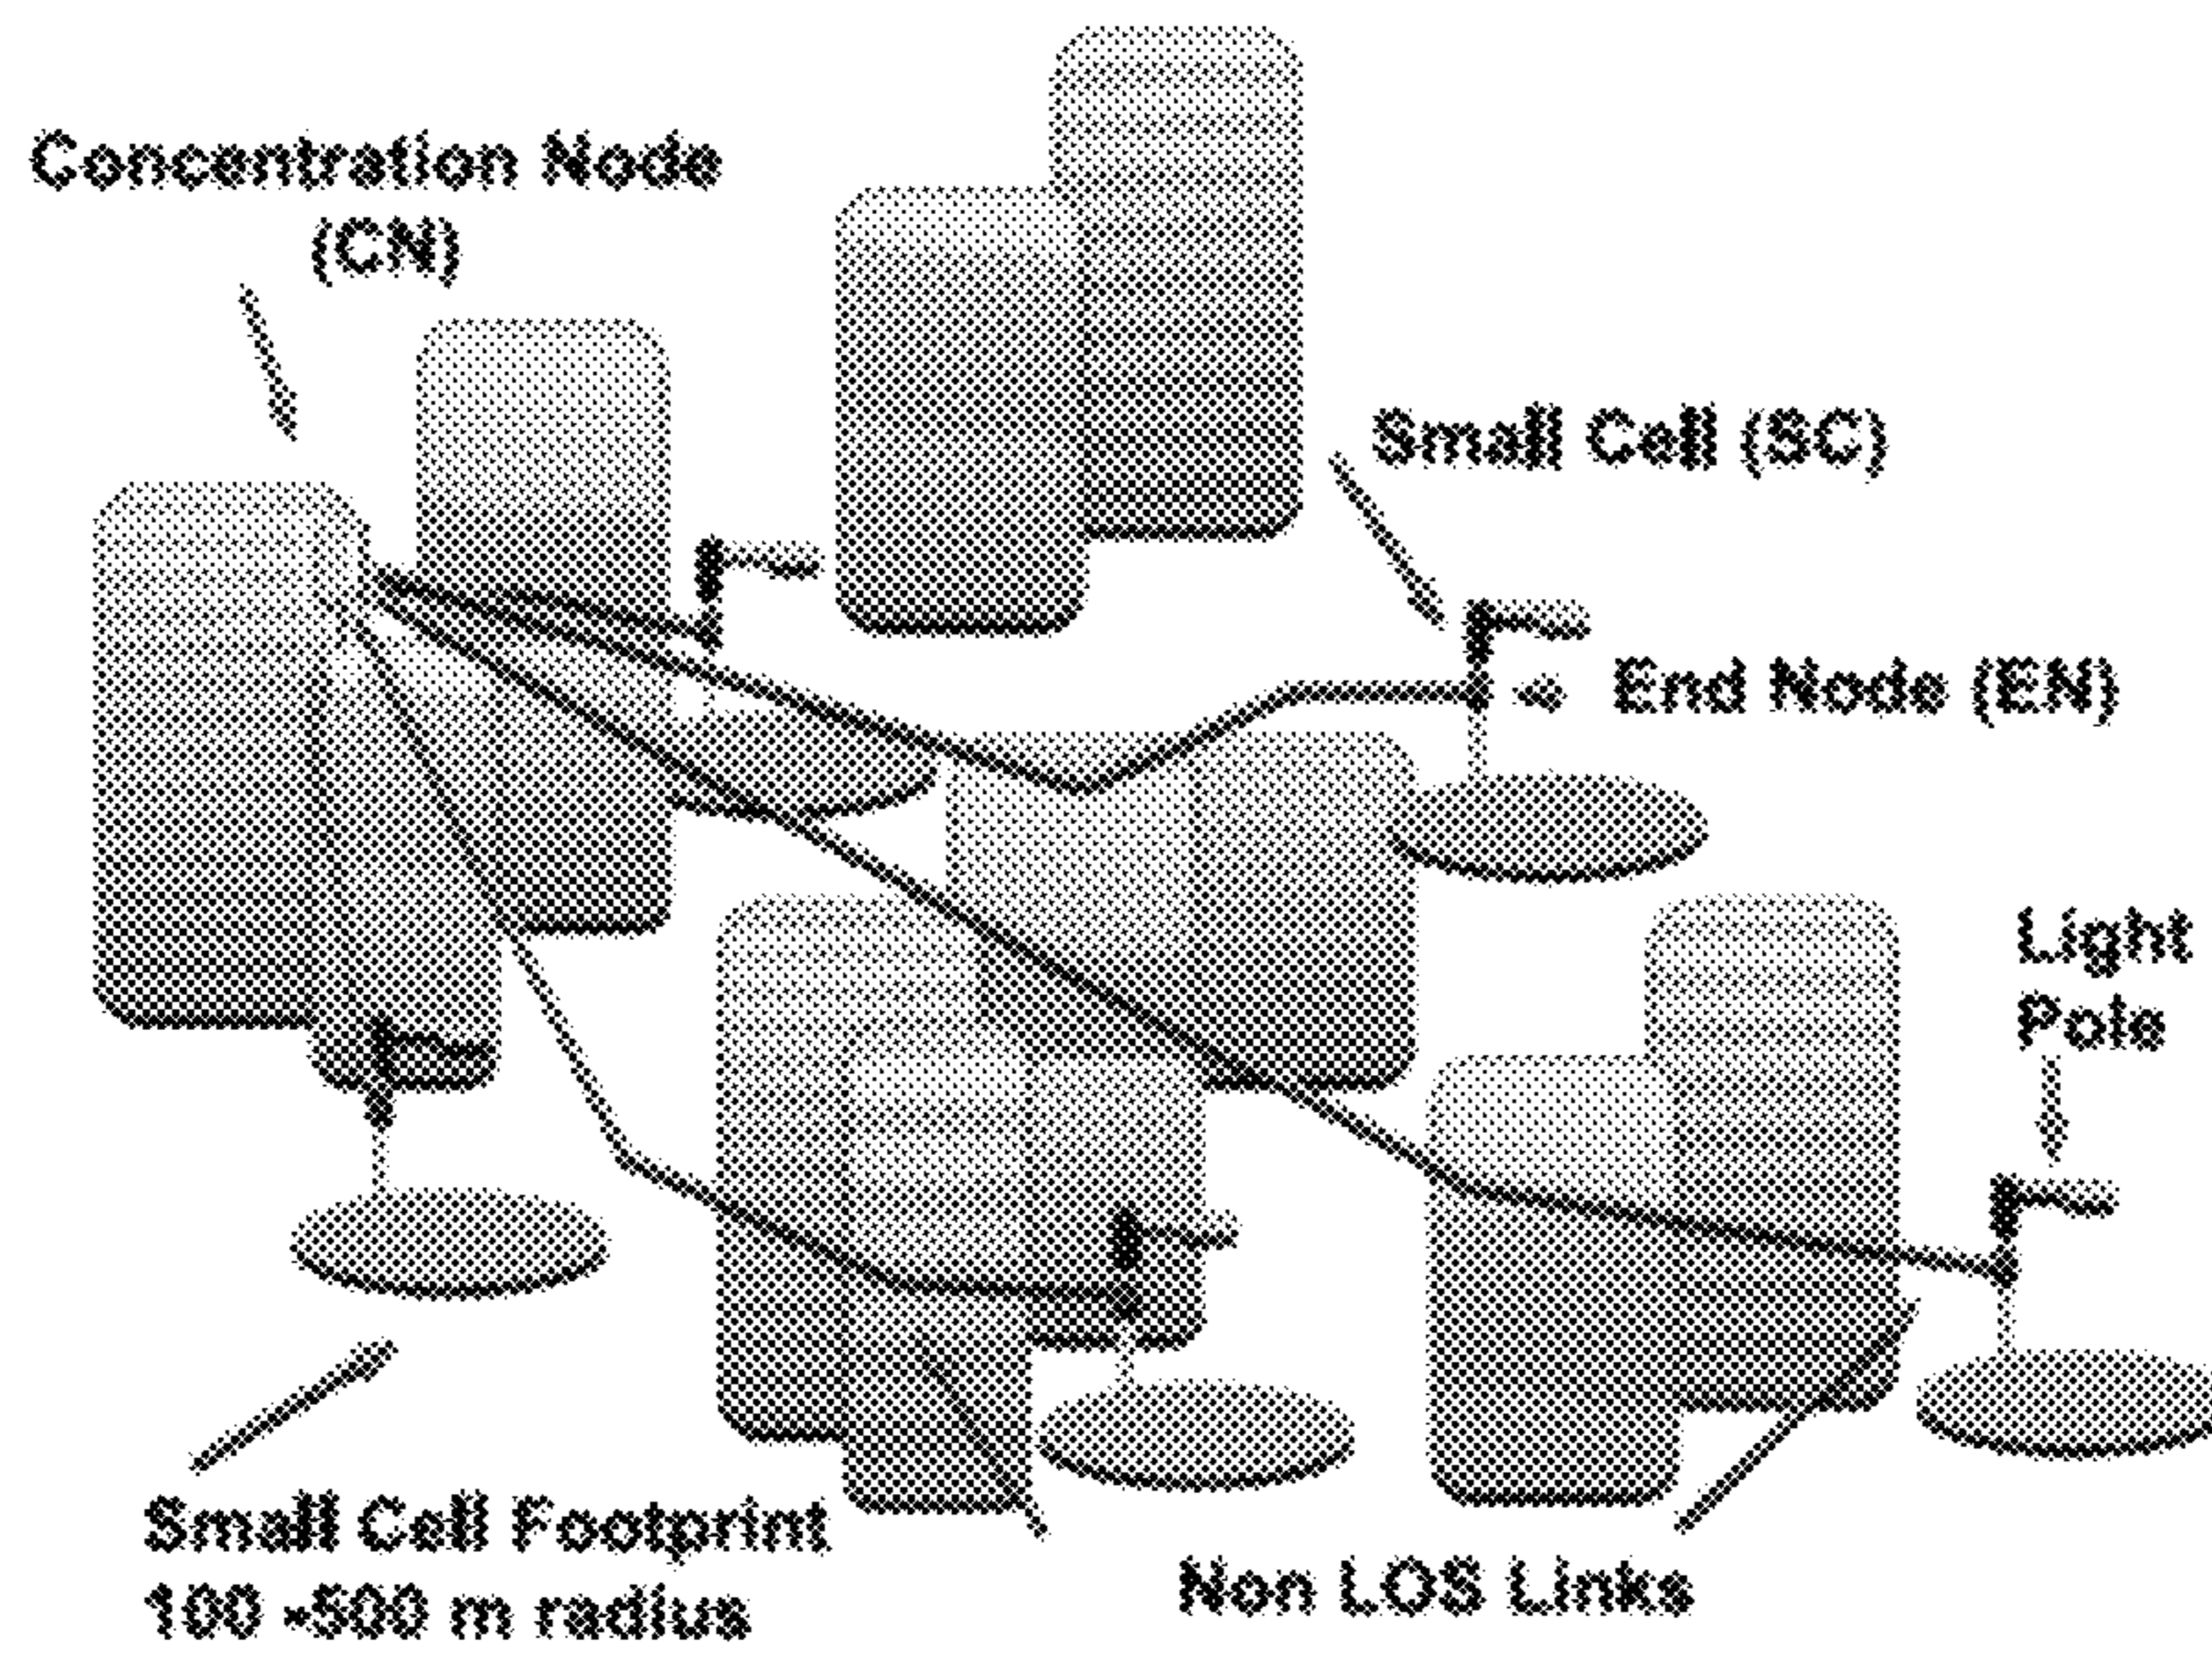 Concentration Node
(CN)
Small Cell (SC)
End Node (EN)
Light
Pole
Small Cell Footprint
100 -500 m radius
Non LOS Links